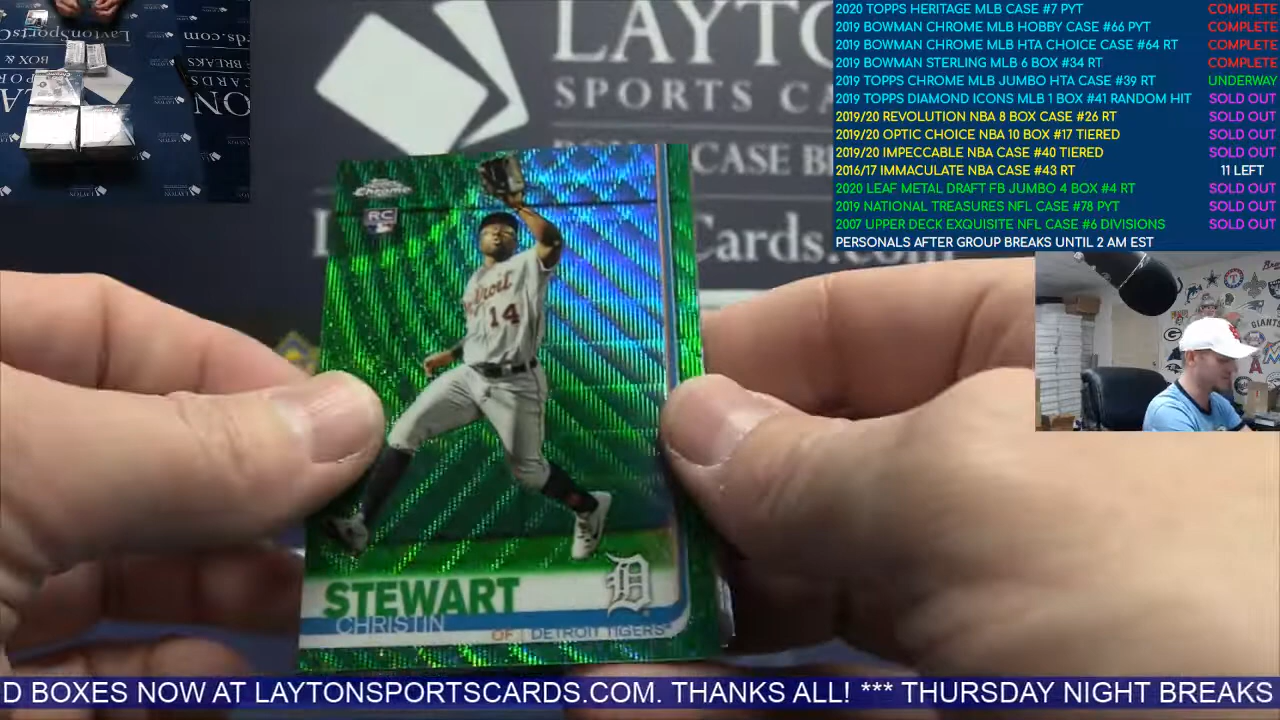 2020 TOPPS HERITAGE MLB CASE #7 PYT COMPLETE
2019 BOWMAN CHROME MLB HOBBY CASE #66 PYT COMPLETE
2019 BOWMAN CHROME MLB HTA CHOICE CASE #64 RT COMPLETE
2019 BOWMAN STERLING MLB 6 BOX #34 RT COMPLETE
2019 TOPPS CHROME MLB JUMBO HTA CASE #39 RT UNDERWAY
2019 TOPPS DIAMOND ICONS MLB 1 BOX #41 RANDOM HIT SOLD OUT
2019/20 REVOLUTION NBA 8 BOX CASE #26 RT SOLD OUT
2019/20 OPTIC CHOICE NBA 10 BOX #17 TIERED SOLD OUT
2019/20 IMPECCABLE NBA CASE #40 TIERED SOLD OUT
2016/17 IMMACULATE NBA CASE #43 RT 11 LEFT
2020 LEAF METAL DRAFT FB JUMBO 4 BOX #4 RT SOLD OUT
2019 NATIONAL TREASURES NFL CASE #78 PYT SOLD OUT
2007 UPPER DECK EXQUISITE NFL CASE #6 DIVISIONS SOLD OUT
PERSONALS AFTER GROUP BREAKS UNTIL 2 AM EST
LAYTON
SPORTS CA
CASE B
Cards.com
Chrome
RC
Detroit
14
STEWART
CHRISTIN
OF | DETROIT TIGERS
D BOXES NOW AT LAYTONSPORTSCARDS.COM. THANKS ALL! *** THURSDAY NIGHT BREAKS